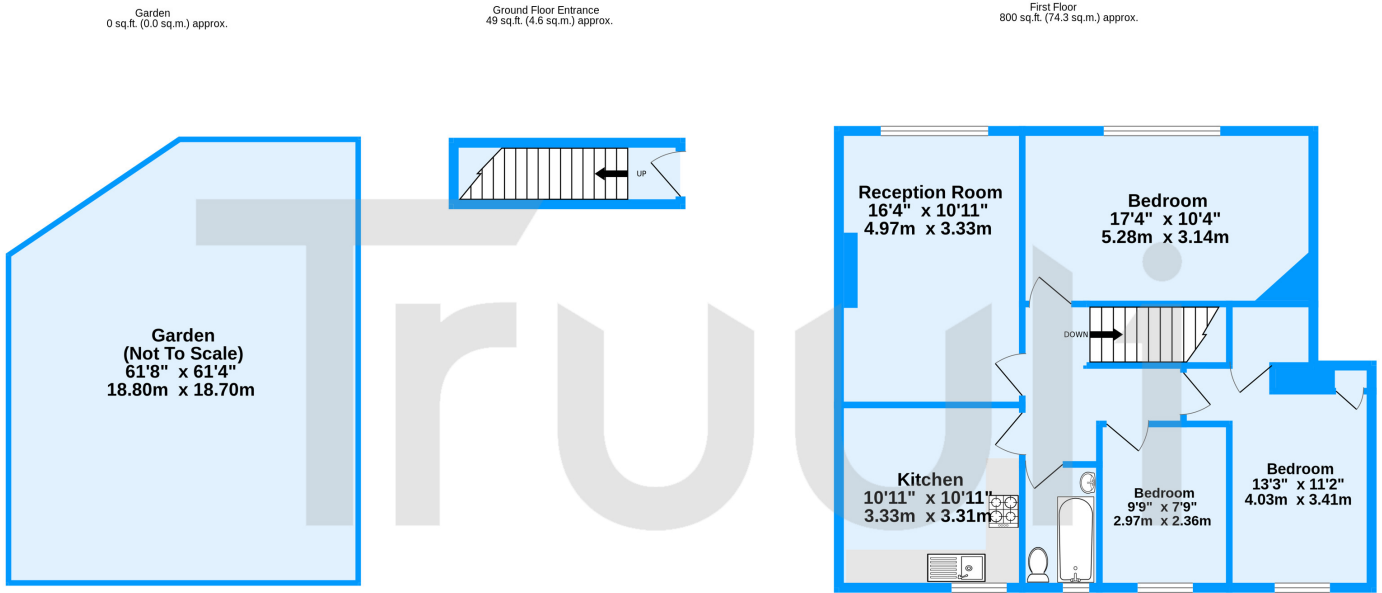 Garden
0 sq.ft. (0.0 sq.m.) approx.
Ground Floor Entrance
49 sq.ft. (4.6 sq.m.) approx.
First Floor
800 sq.ft. (74.3 sq.m.) approx.
Garden
(Not To Scale)
61'8" x 61'4"
18.80m x 18.70m
UP
Reception Room
16'4" x 10'11"
4.97m x 3.33m
Bedroom
17'4" x 10'4"
5.28m x 3.14m
DOWN
Kitchen
10'11" x 10'11"
3.33m x 3.31m
Bedroom
9'9" x 7'9"
2.97m x 2.36m
Bedroom
13'3" x 11'2"
4.03m x 3.41m
Truuli